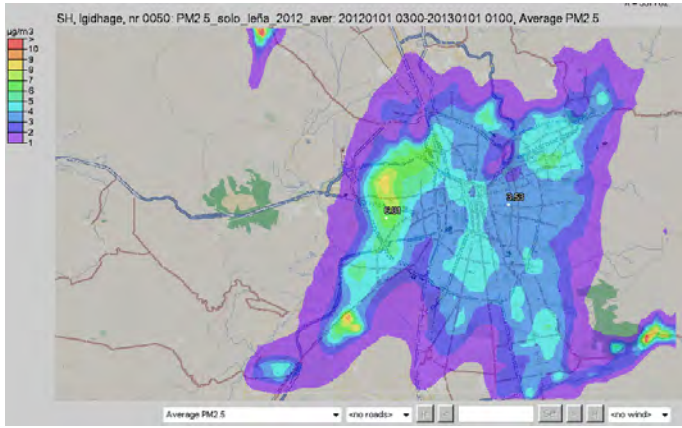 SH, lgidhage, nr 0050: PM2.5_solo_leña_2012_aver: 20120101 0300-20130101 0100, Average PM2.5
µg/m3
>
10
9
8
7
6
5
4
3
2
1
3.53
Average PM2.5
<no roads>
Set
<no wind>